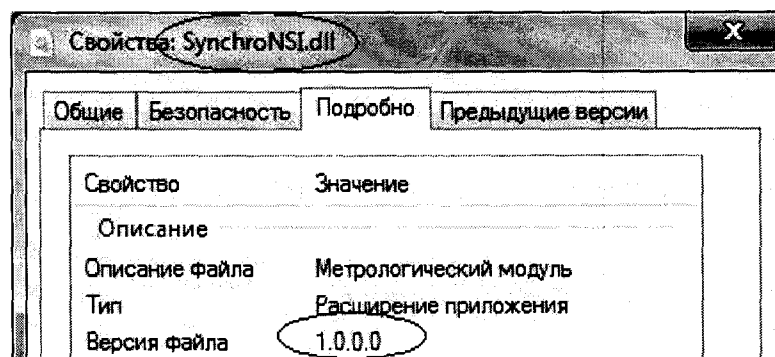 Свойства: SynchroNSI.dll
Общие Безопасность Подробно Предыдущие версии
Свойство Значение
Описание
Описание файла Метрологический модуль
Тип Расширение приложения
Версия файла 1.0.0.0